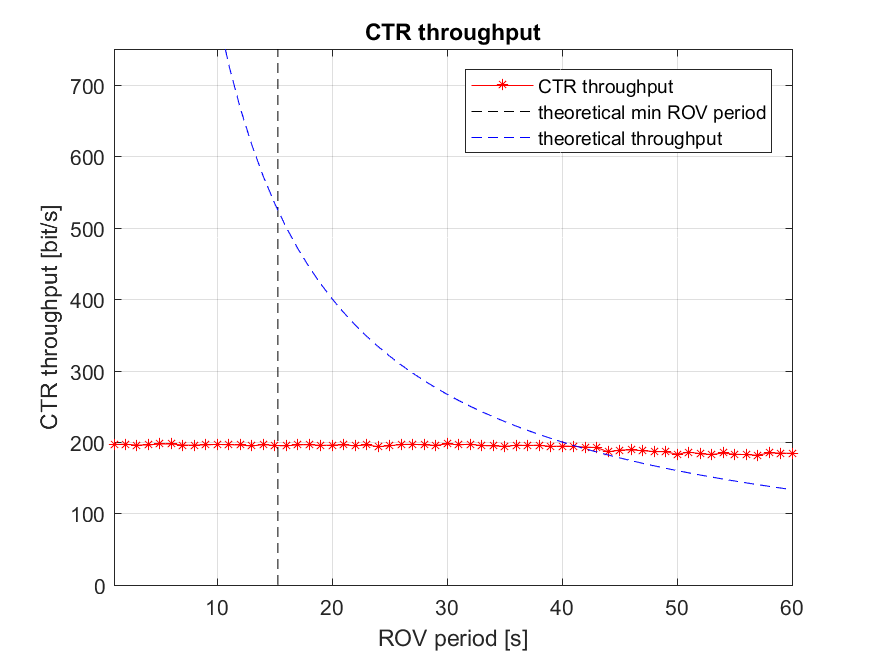 CTR throughput
CTR throughput
theoretical min ROV period
theoretical throughput
CTR throughput [bit/s]
700
600
500
400
300
200
100
0
10 20 30 40 50 60
ROV period [s]